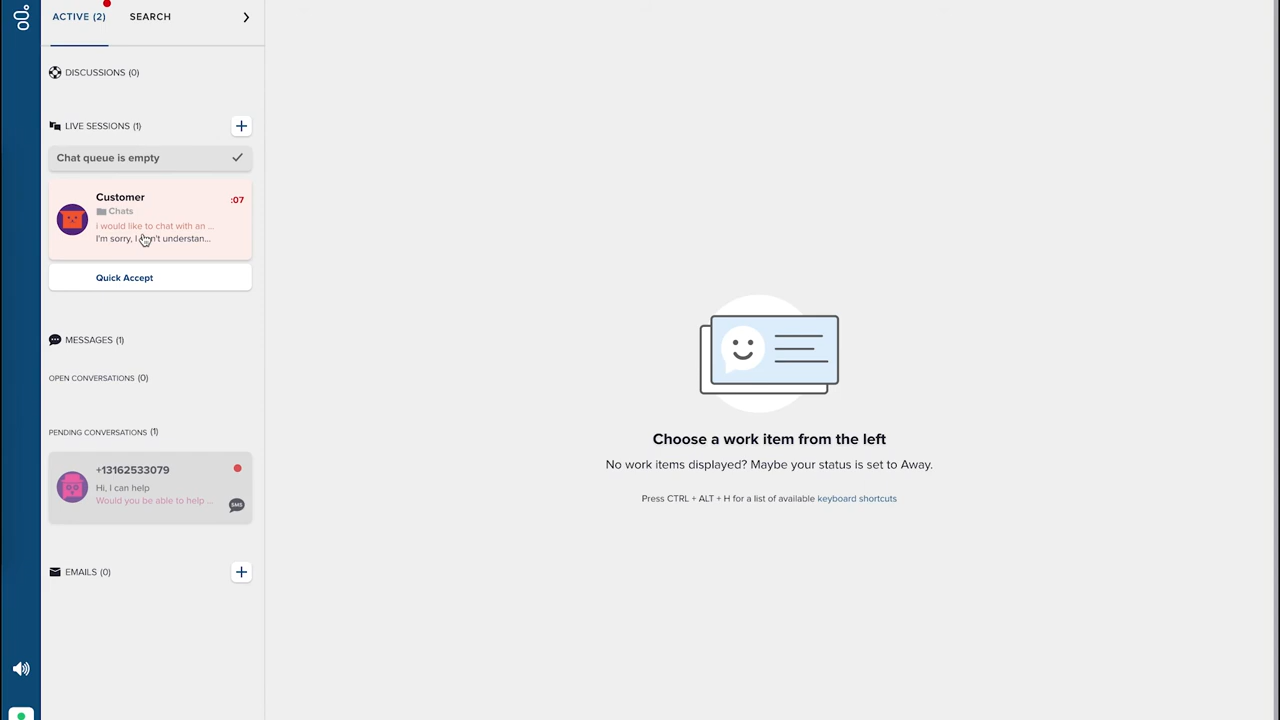 ACTIVE (2)
SEARCH
DISCUSSIONS (0)
LIVE SESSIONS (1)
Chat queue is empty
Customer
:07
Chats
i would like to chat with an ...
I'm sorry, I don't understan...
Quick Accept
MESSAGES (1)
OPEN CONVERSATIONS (0)
PENDING CONVERSATIONS (1)
+13162533079
Hi, I can help
Would you be able to help ...
SMS
EMAILS (0)
Choose a work item from the left
No work items displayed? Maybe your status is set to Away.
Press CTRL + ALT + H for a list of available keyboard shortcuts